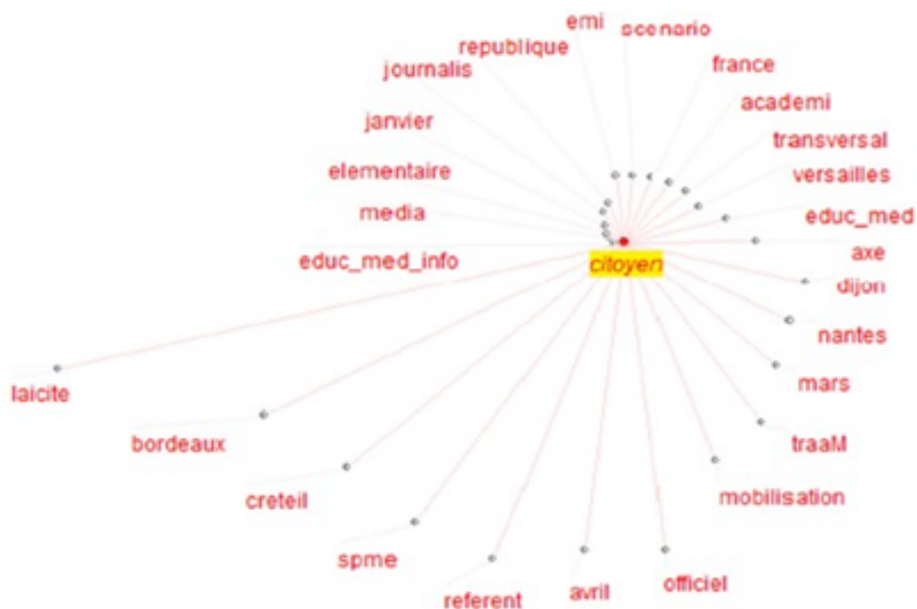 emi
scenario
republique
france
journalis
academi
janvier
transversal
elementaire
versailles
media
educ_med
educ_med_info
citoyen
axe
dijon
nantes
laicite
mars
bordeaux
traaM
creteil
mobilisation
spme
referent
avril
officiel